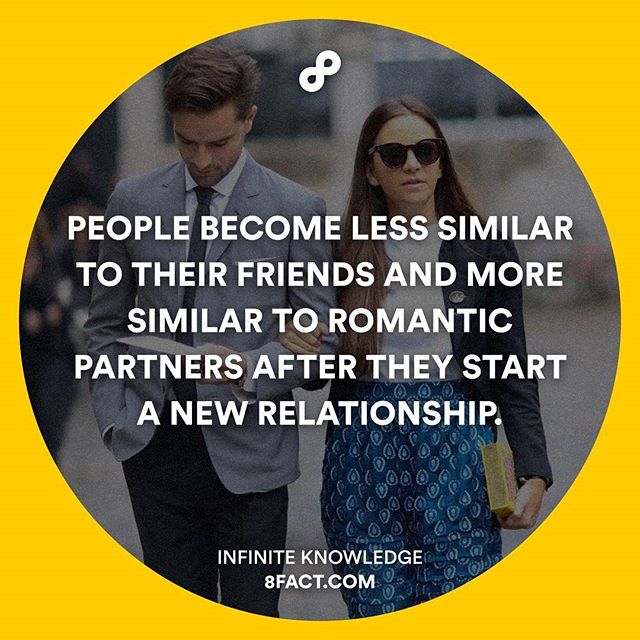 PEOPLE BECOME LESS SIMILAR
TO THEIR FRIENDS AND MORE
SIMILAR TO ROMANTIC
PARTNERS AFTER THEY START
A NEW RELATIONSHIP.
INFINITE KNOWLEDGE
8FACT.COM